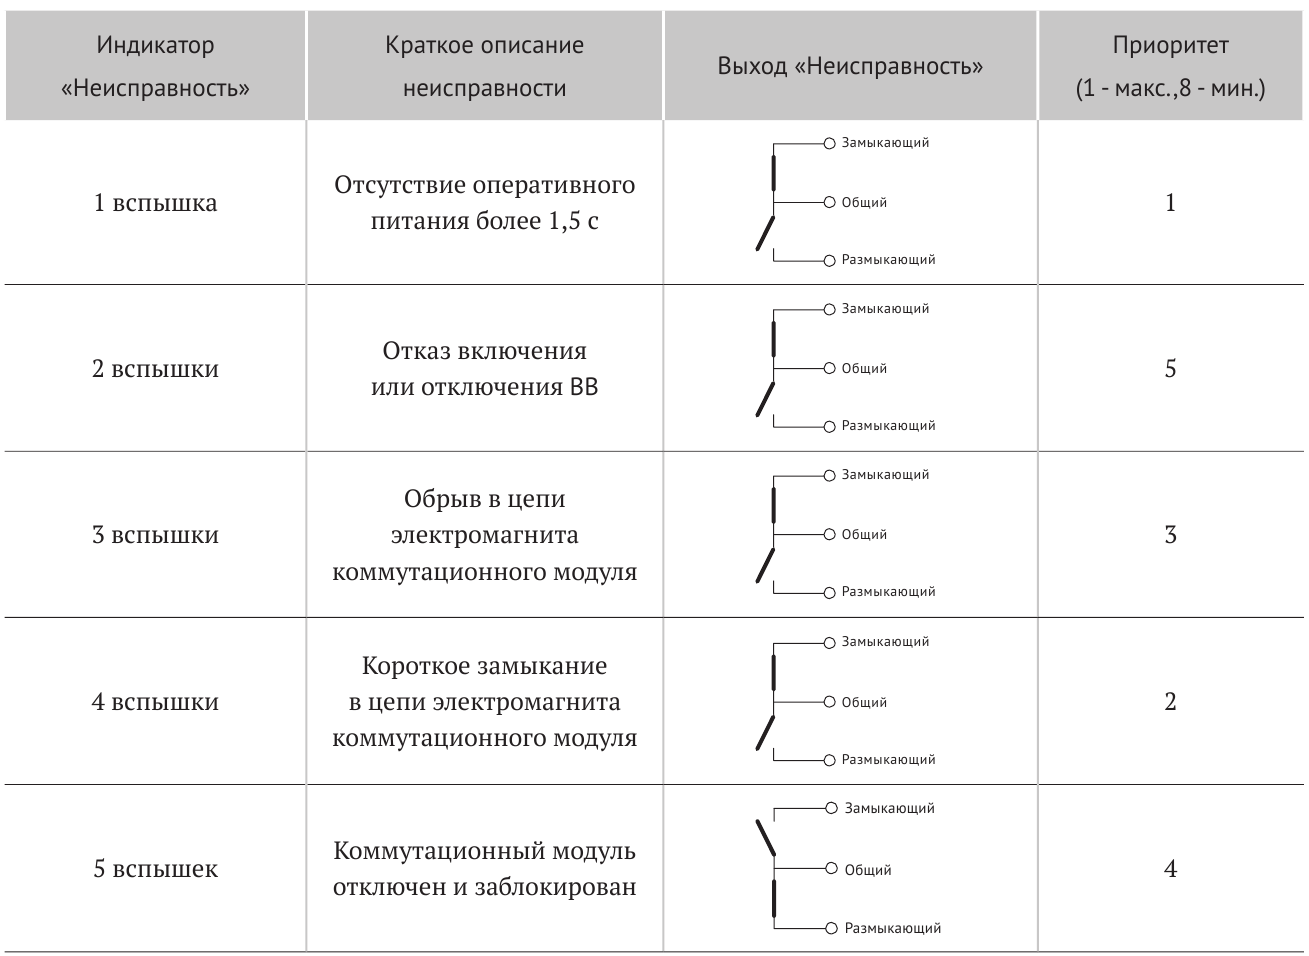 Индикатор
«Неисправность»
Краткое описание
неисправности
Выход «Неисправность»
Приоритет
(1 - макс.,8 - мин.)
1 вспышка
Отсутствие оперативного
питания более 1,5 с
Замыкающий
Общий
Размыкающий
1
2 вспышки
Отказ включения
или отключения ВВ
Замыкающий
Общий
Размыкающий
5
3 вспышки
Обрыв в цепи
электромагнита
коммутационного модуля
Замыкающий
Общий
Размыкающий
3
4 вспышки
Короткое замыкание
в цепи электромагнита
коммутационного модуля
Замыкающий
Общий
Размыкающий
2
5 вспышек
Коммутационный модуль
отключен и заблокирован
Замыкающий
Общий
Размыкающий
4